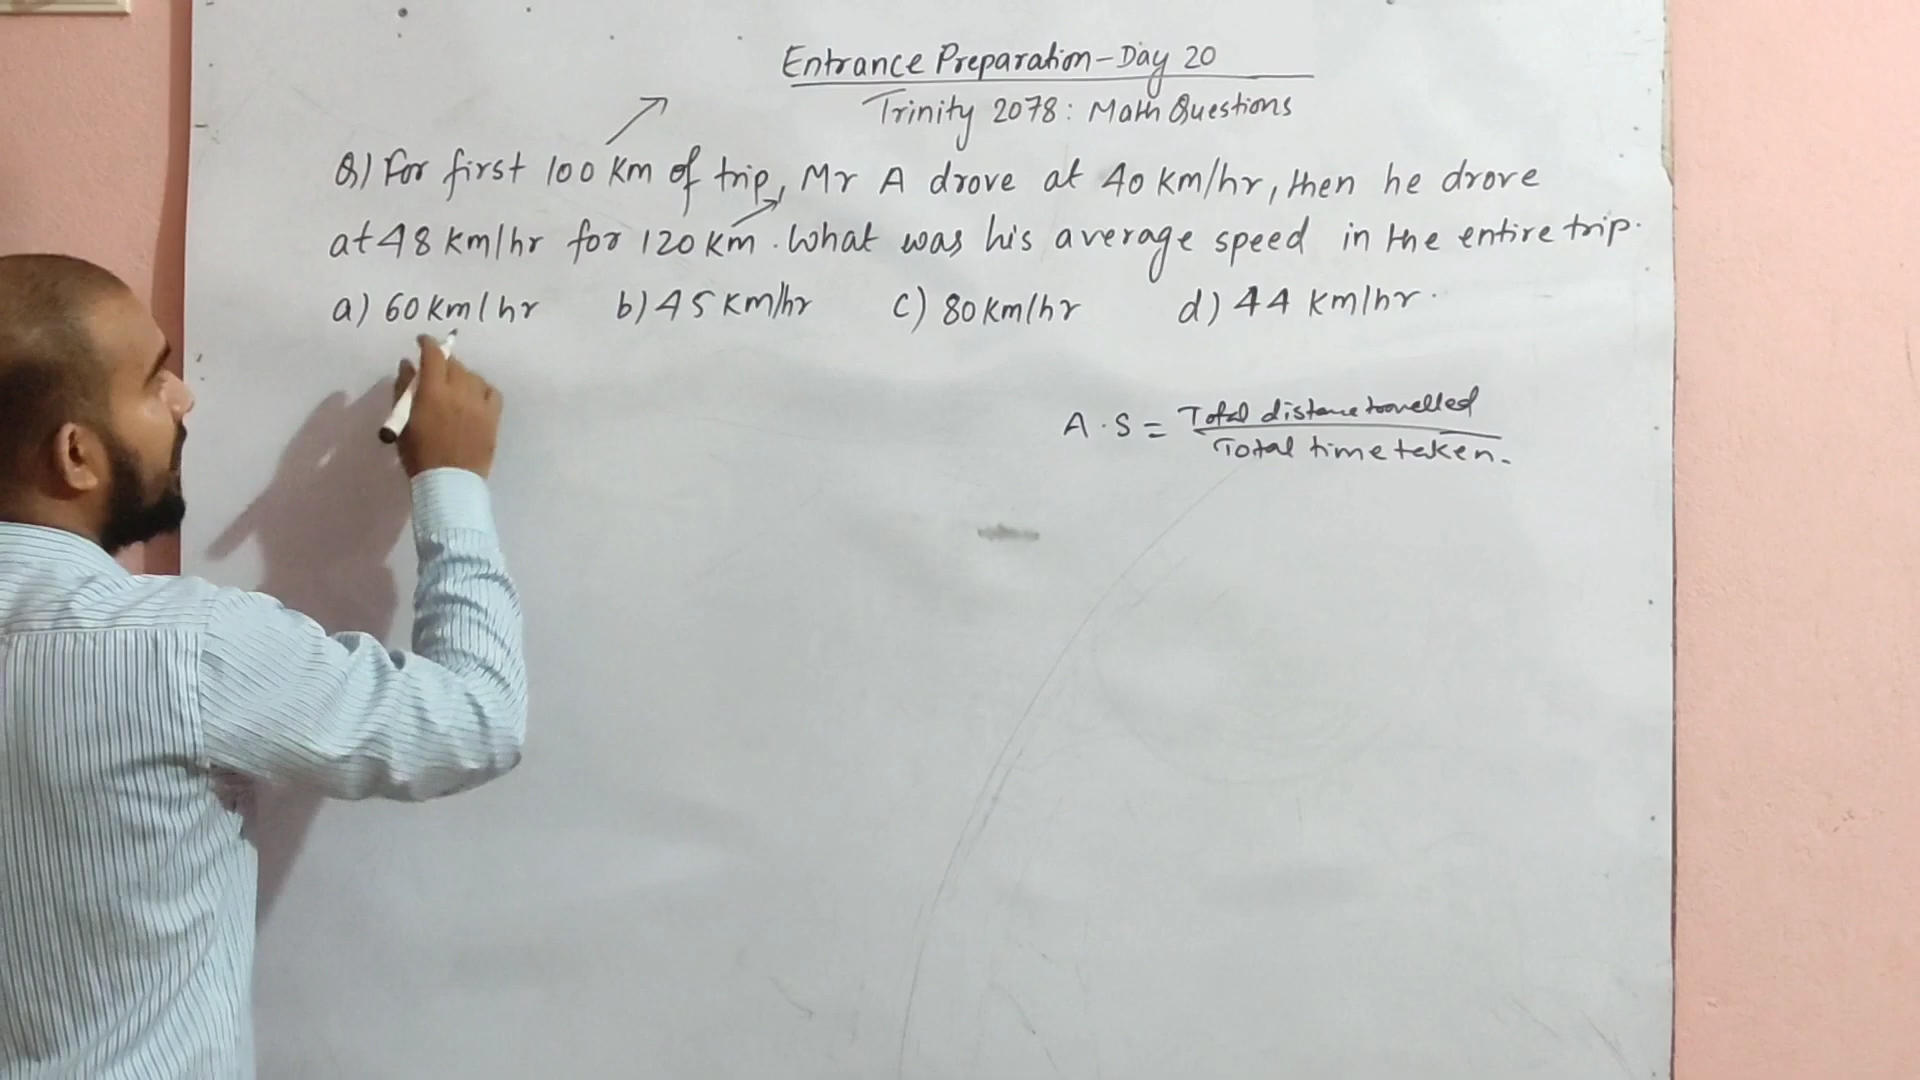 Entrance Preparation-Day 20
Trinity 2078: Math Questions
Q) For first 100 Km of trip, Mr A drove at 40 Km/hr, then he drove
at 48 Km/hr for 120 Km. What was his average speed in the entire trip.
a) 60 Km/hr b) 45 Km/hr c) 80 Km/hr d) 44 Km/hr.
A.S = Total distance travelled
Total time taken.